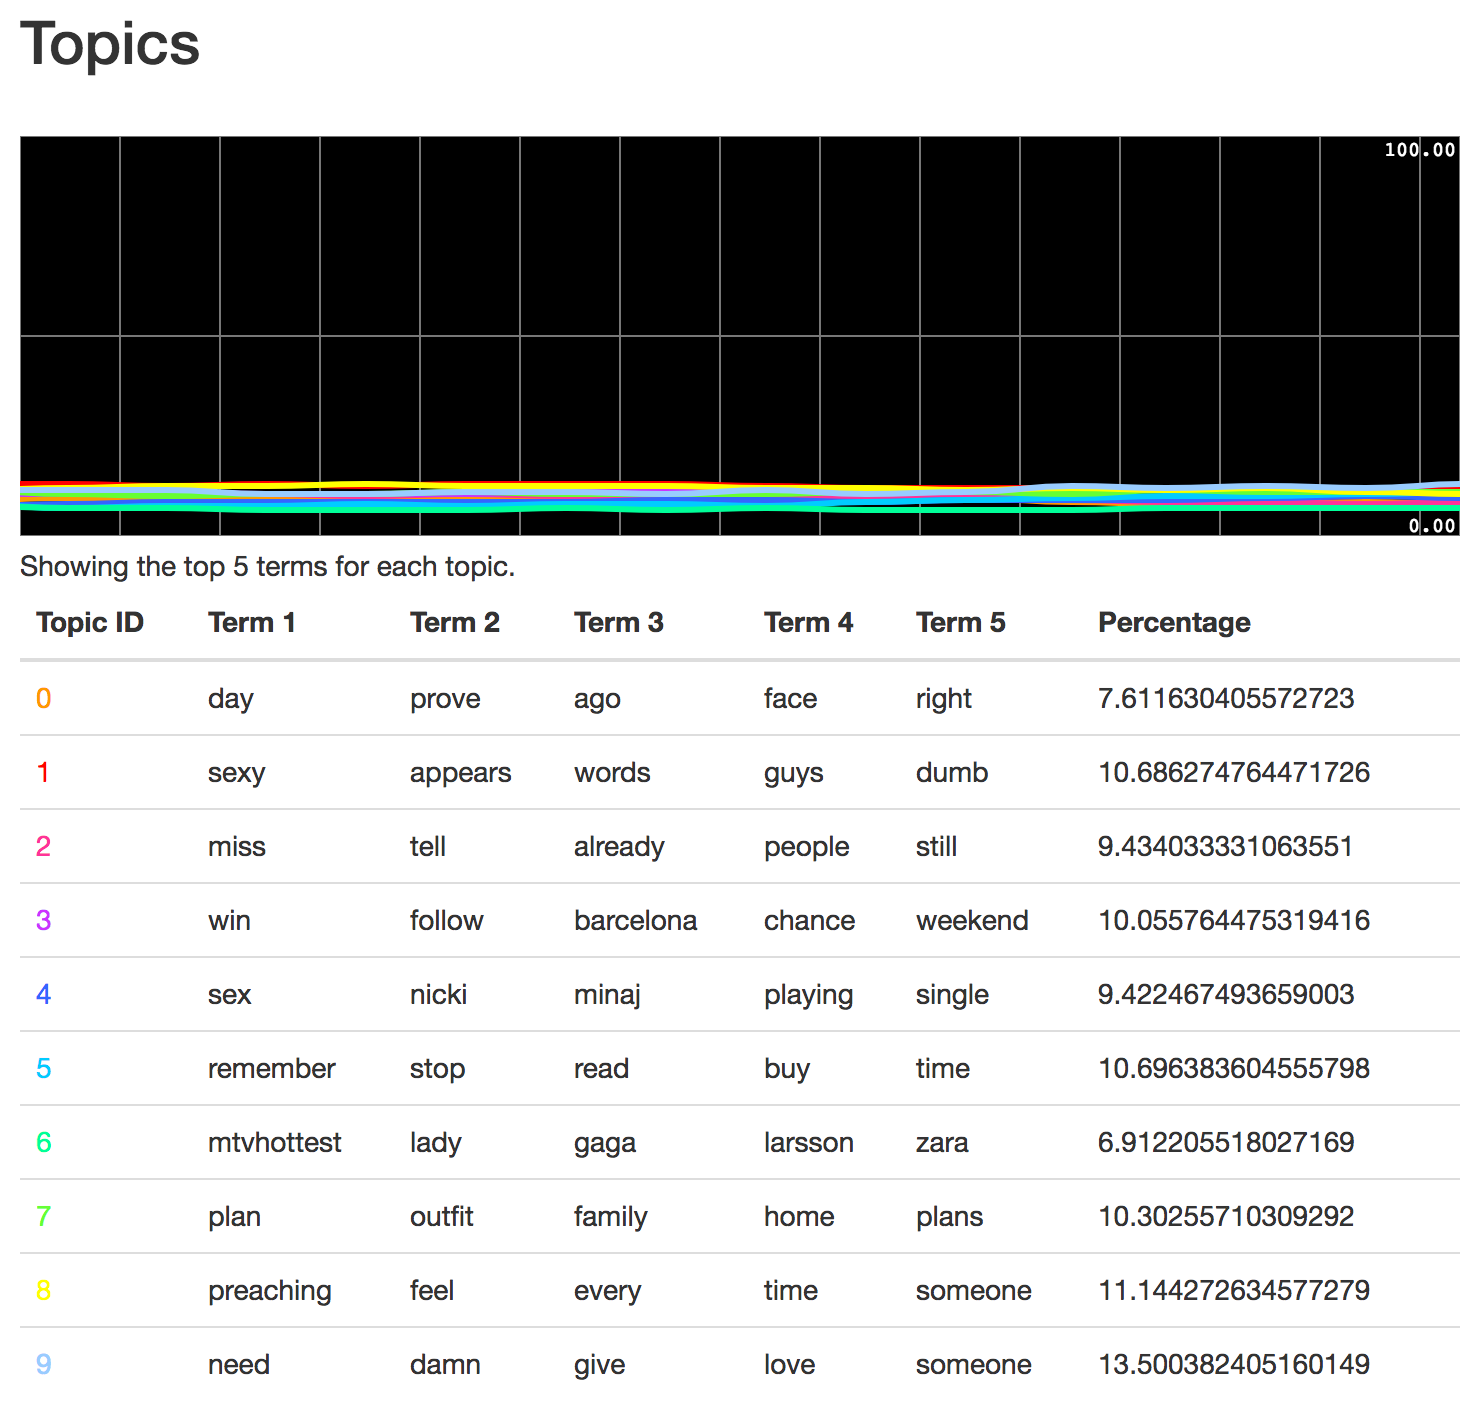 Topics
100.00
0.00
Showing the top 5 terms for each topic.
Topic ID Term 1 Term 2 Term 3 Term 4 Term 5 Percentage
0 day prove ago face right 7.611630405572723
1 sexy appears words guys dumb 10.686274764471726
2 miss tell already people still 9.434033331063551
3 win follow barcelona chance weekend 10.055764475319416
4 sex nicki minaj playing single 9.422467493659003
5 remember stop read buy time 10.696383604555798
6 mtvhottest lady gaga larsson zara 6.912205518027169
7 plan outfit family home plans 10.30255710309292
8 preaching feel every time someone 11.144272634577279
9 need damn give love someone 13.500382405160149